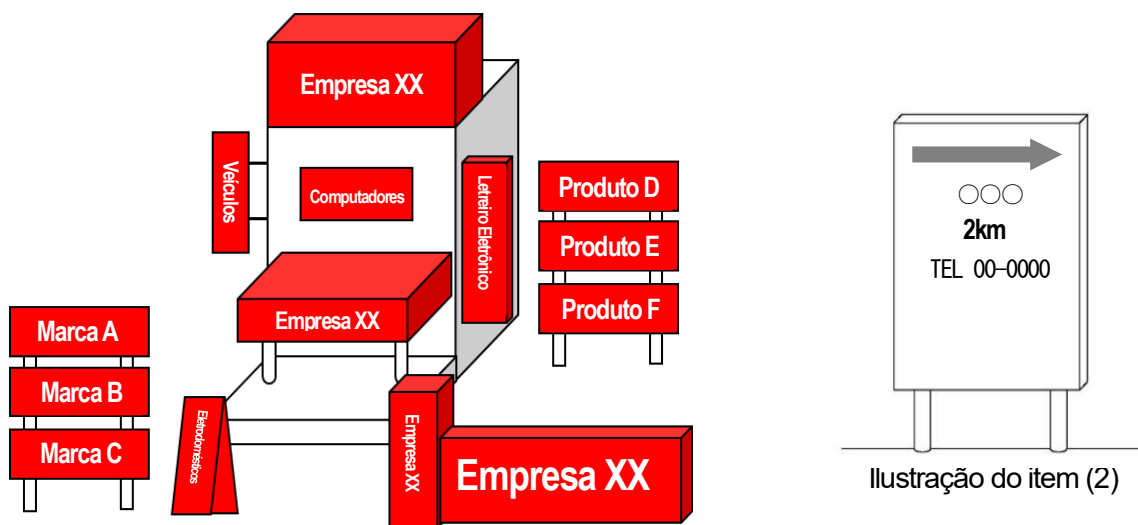 Empresa XX
Veículos
Computadores
Letreiro Eletrônico
Empresa XX
Produto D
Produto E
Produto F
Marca A
Marca B
Marca C
Eletrodomésticos
Empresa XX
Empresa XX
○○○
2km
TEL 00-0000
Ilustração do item (2)